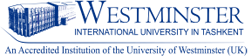 WESTMINSTER
INTERNATIONAL UNIVERSITY IN TASHKENT
An Accredited Institution of the University of Westminster (UK)